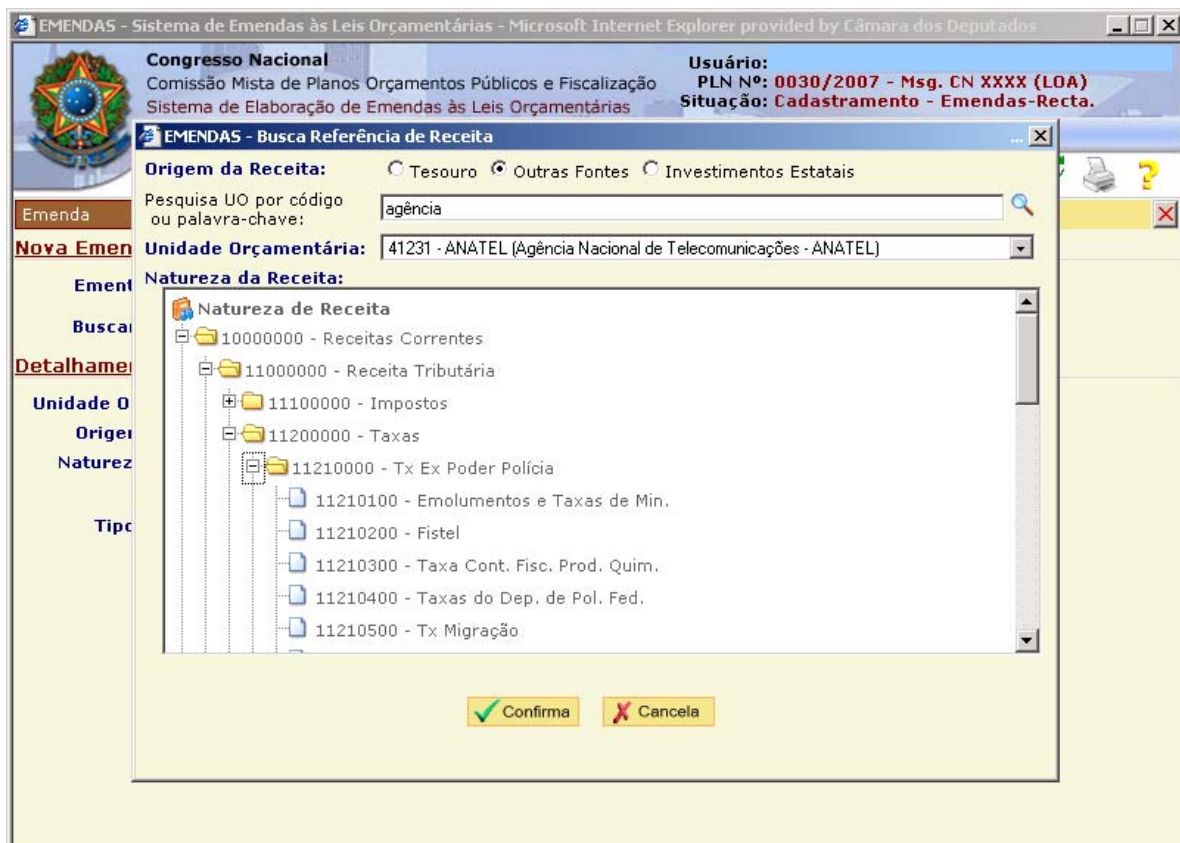 EMENDAS - Sistema de Emendas às Leis Orçamentárias - Microsoft Internet Explorer provided by Câmara dos Deputados
Congresso Nacional
Comissão Mista de Planos Orçamentos Públicos e Fiscalização
Sistema de Elaboração de Emendas às Leis Orçamentárias
Usuário:
PLN Nº: 0030/2007 - Msg. CN XXXX (LOA)
Situação: Cadastramento - Emendas-Recta.
EMENDAS - Busca Referência de Receita ...
Origem da Receita: Tesouro Outras Fontes Investimentos Estatais
Pesquisa UO por código
ou palavra-chave: agência
Unidade Orçamentária: 41231 - ANATEL (Agência Nacional de Telecomunicações - ANATEL)
Natureza da Receita:
Natureza de Receita
10000000 - Receitas Correntes
11000000 - Receita Tributária
11100000 - Impostos
11200000 - Taxas
11210000 - Tx Ex Poder Polícia
11210100 - Emolumentos e Taxas de Min.
11210200 - Fistel
11210300 - Taxa Cont. Fisc. Prod. Quim.
11210400 - Taxas do Dep. de Pol. Fed.
11210500 - Tx Migração
Confirma Cancela
Emenda
Nova Emen
Ement
Busca
Detalhame
Unidade O
Orige
Naturez
Tipo